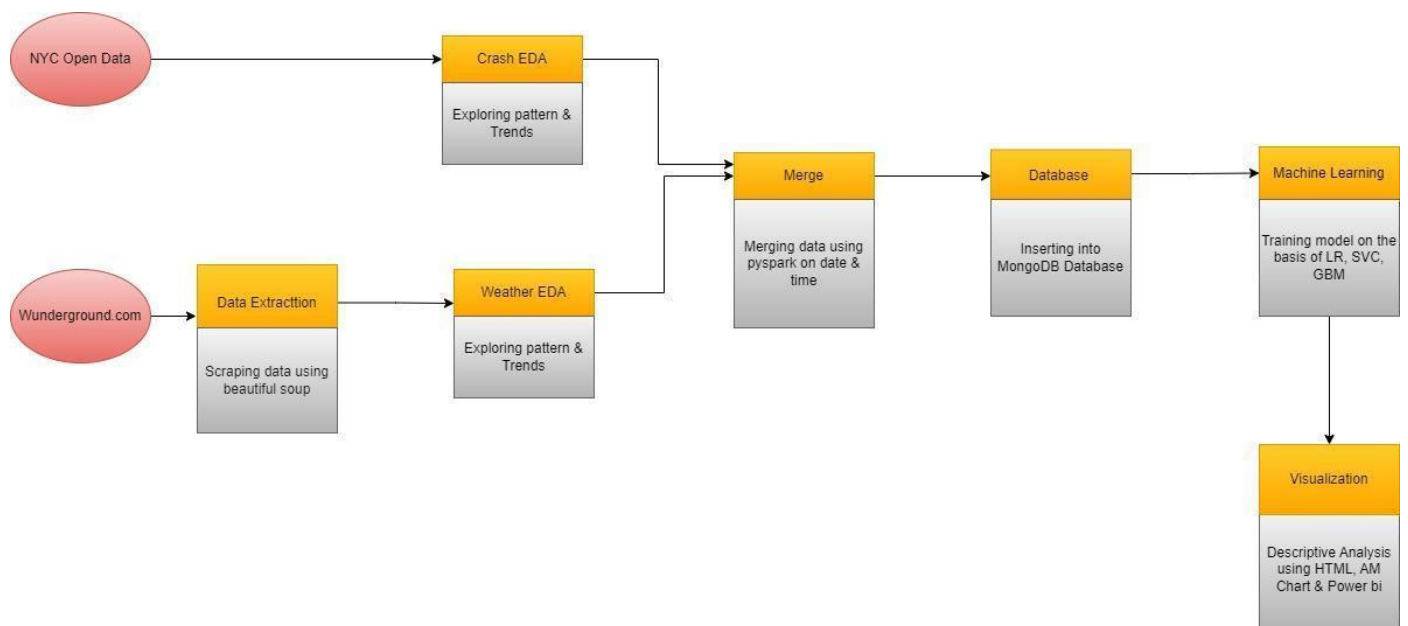 NYC Open Data
Crash EDA
Exploring pattern &
Trends
Wunderground.com
Data Extracttion
Scraping data using
beautiful soup
Weather EDA
Exploring pattern &
Trends
Merge
Merging data using
pyspark on date &
time
Database
Inserting into
MongoDB Database
Machine Learning
Training model on the
basis of LR, SVC,
GBM
Visualization
Descriptive Analysis
using HTML, AM
Chart & Power bi